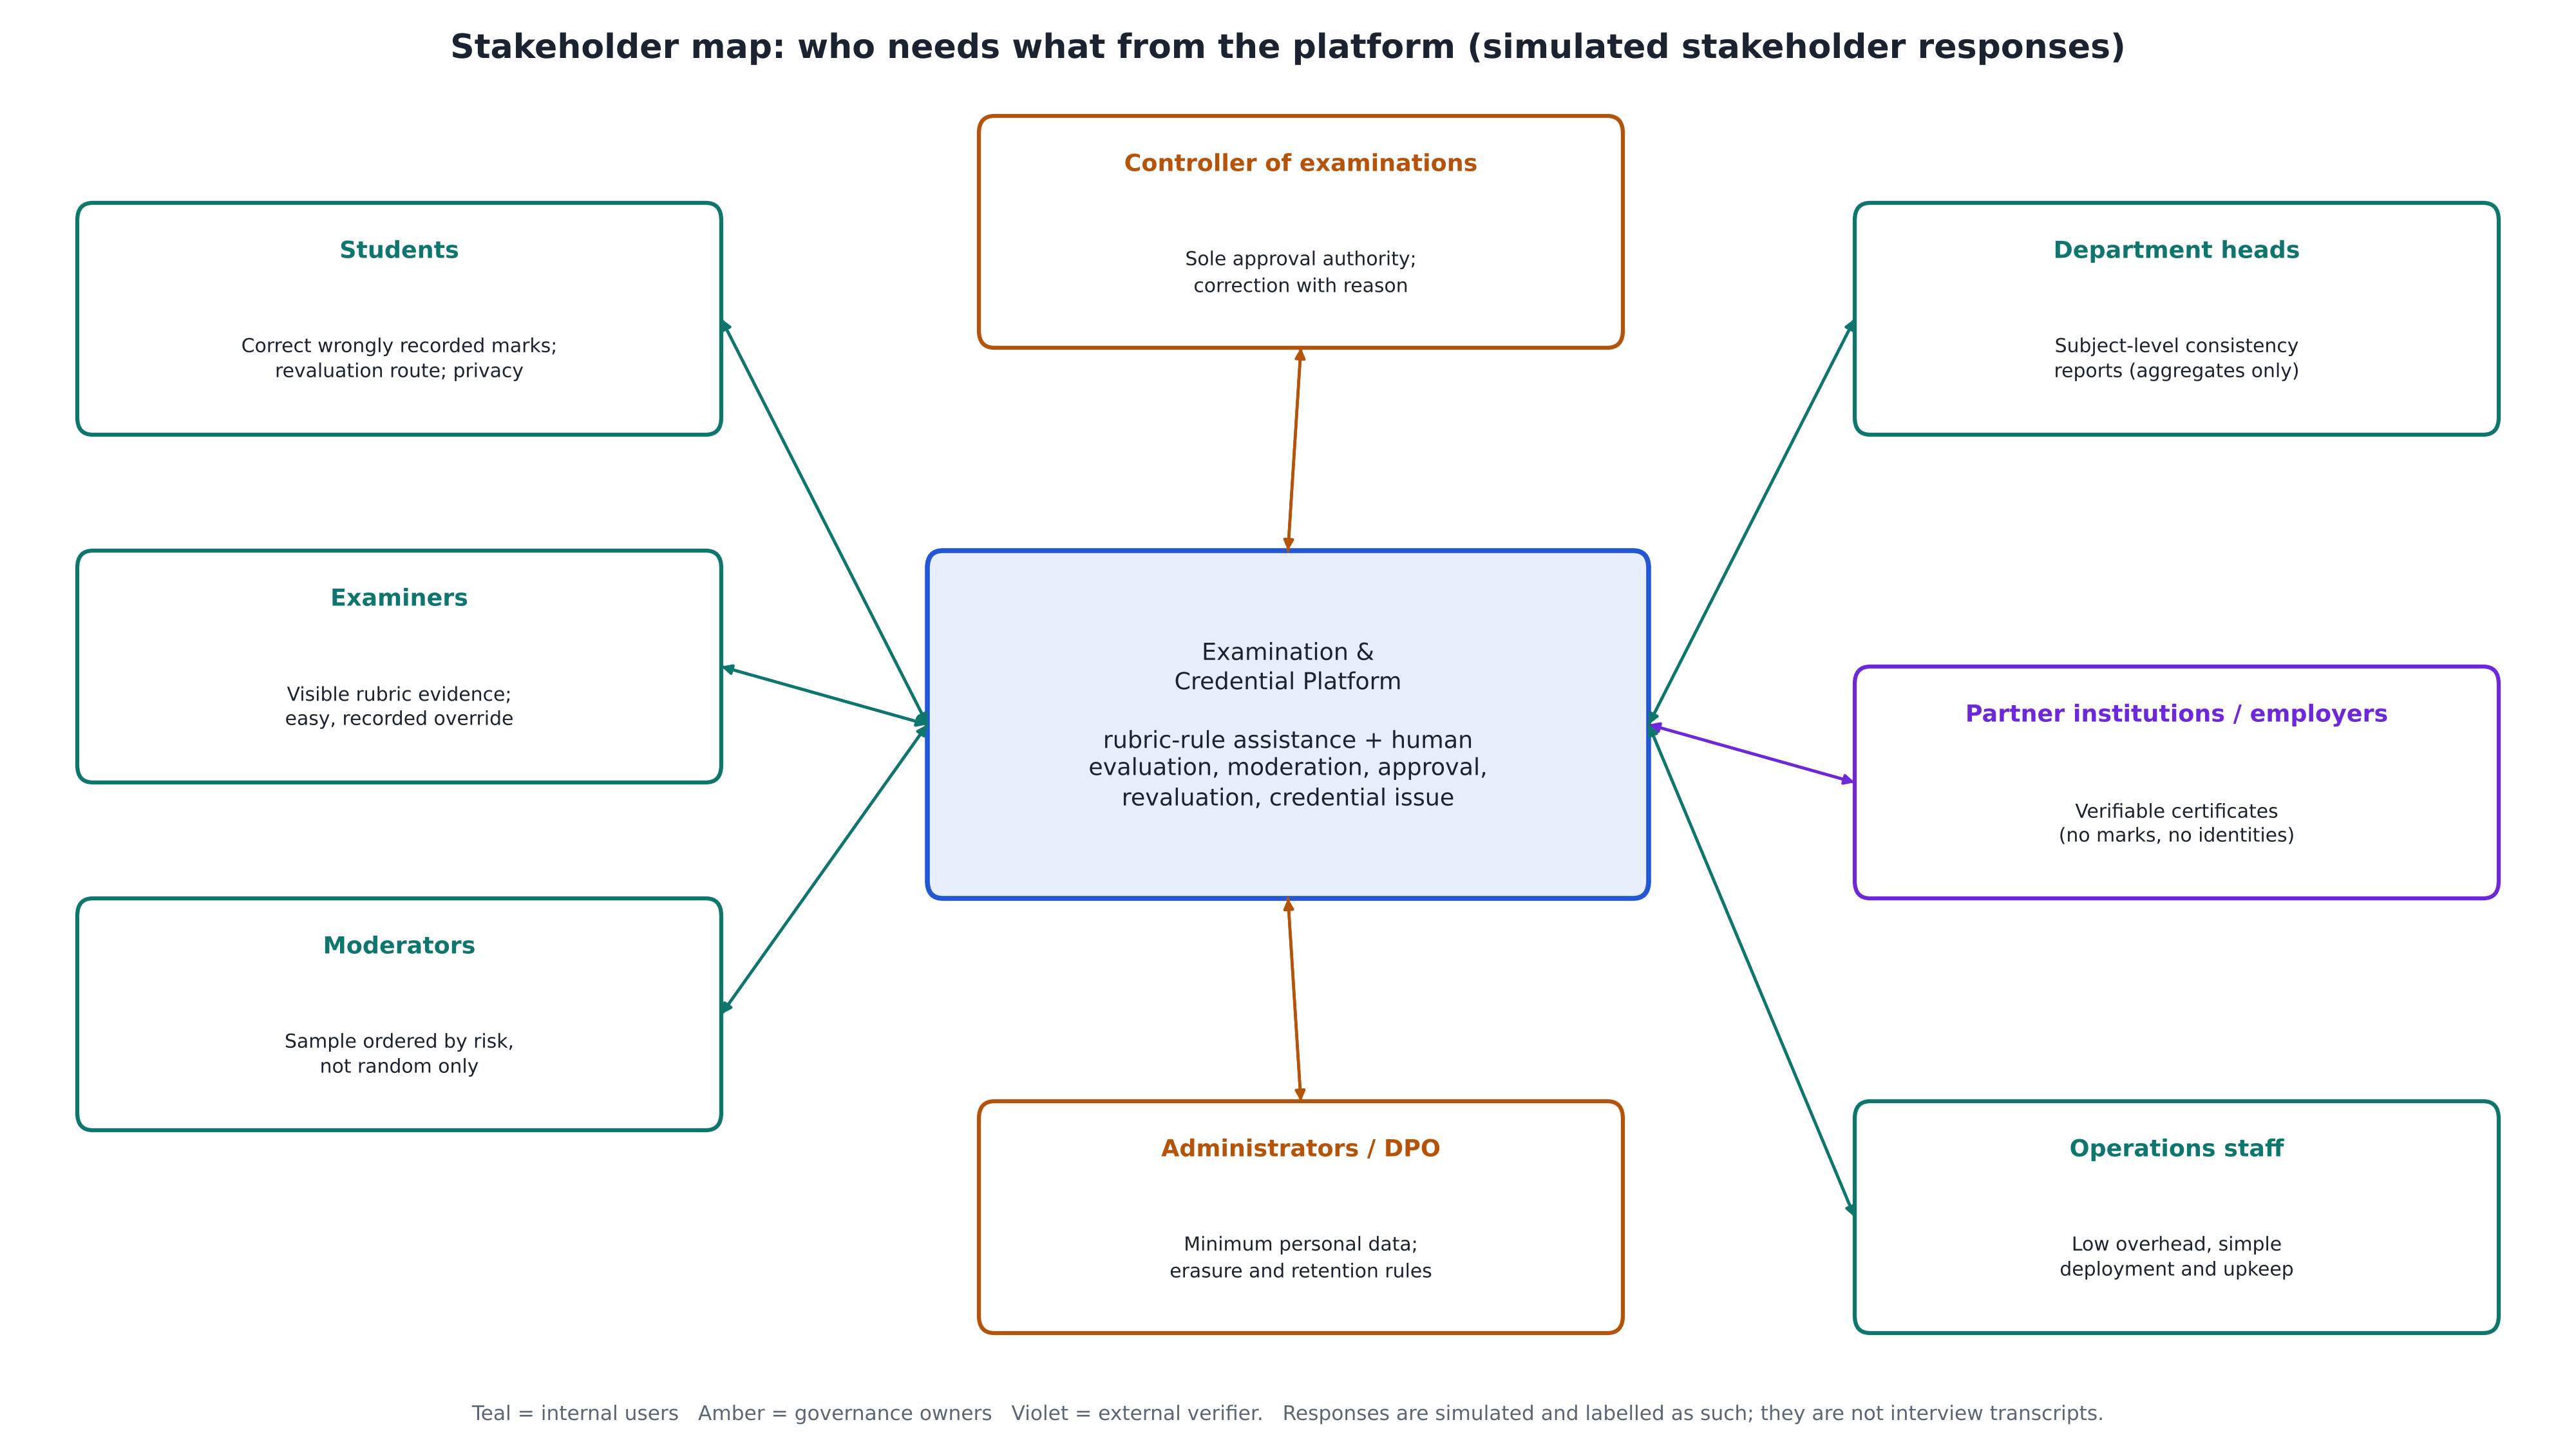 Stakeholder map: who needs what from the platform (simulated stakeholder responses)
Controller of examinations
Sole approval authority;
correction with reason
Students
Correct wrongly recorded marks;
revaluation route; privacy
Department heads
Subject-level consistency
reports (aggregates only)
Examiners
Visible rubric evidence;
easy, recorded override
Examination &
Credential Platform
rubric-rule assistance + human
evaluation, moderation, approval,
revaluation, credential issue
Partner institutions / employers
Verifiable certificates
(no marks, no identities)
Moderators
Sample ordered by risk,
not random only
Administrators / DPO
Minimum personal data;
erasure and retention rules
Operations staff
Low overhead, simple
deployment and upkeep
Teal = internal users   Amber = governance owners   Violet = external verifier.   Responses are simulated and labelled as such; they are not interview transcripts.